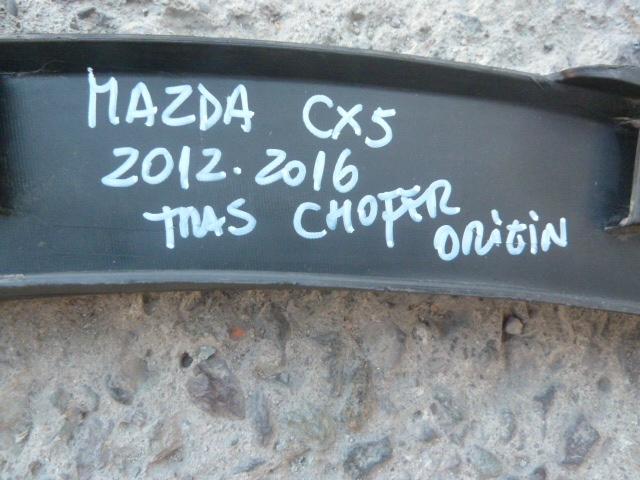 MAZDA CX5
2012.2016
TRAS CHOFER
ORIGIN